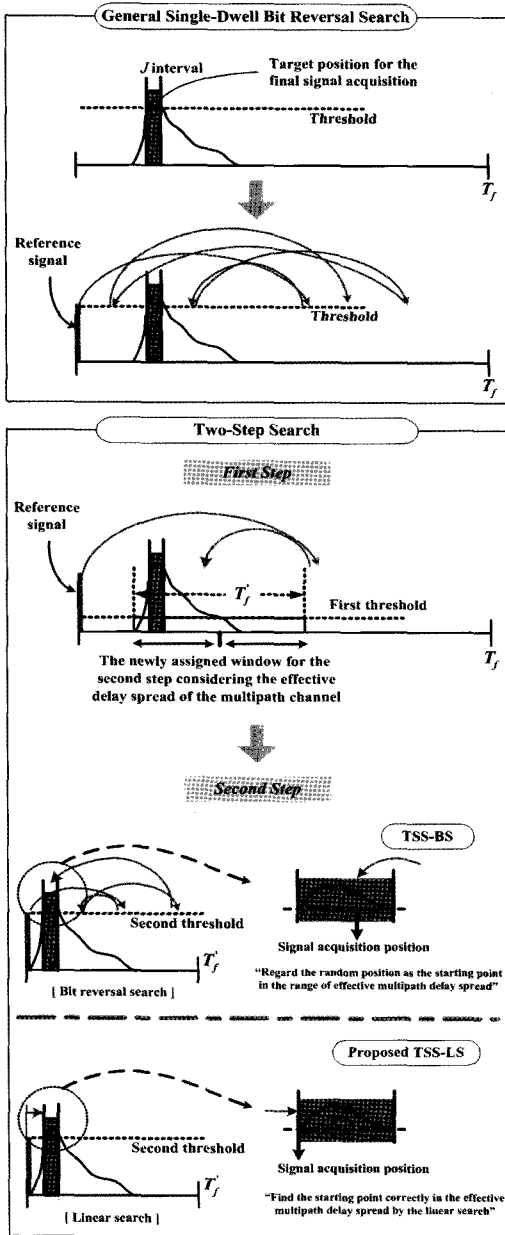 General Single-Dwell Bit Reversal Search
J interval
Target position for the
final signal acquisition
Threshold
T_f
Reference
signal
Threshold
T_f
Two-Step Search
First Step
Reference
signal
T'_f
First threshold
T_f
The newly assigned window for the
second step considering the effective
delay spread of the multipath channel
Second Step
TSS-BS
Second threshold
T'_f
[ Bit reversal search ]
Signal acquisition position
"Regard the random position as the starting point
in the range of effective multipath delay spread"
Proposed TSS-LS
Second threshold
T'_f
[ Linear search ]
Signal acquisition position
"Find the starting point correctly in the effective
multipath delay spread by the linear search"